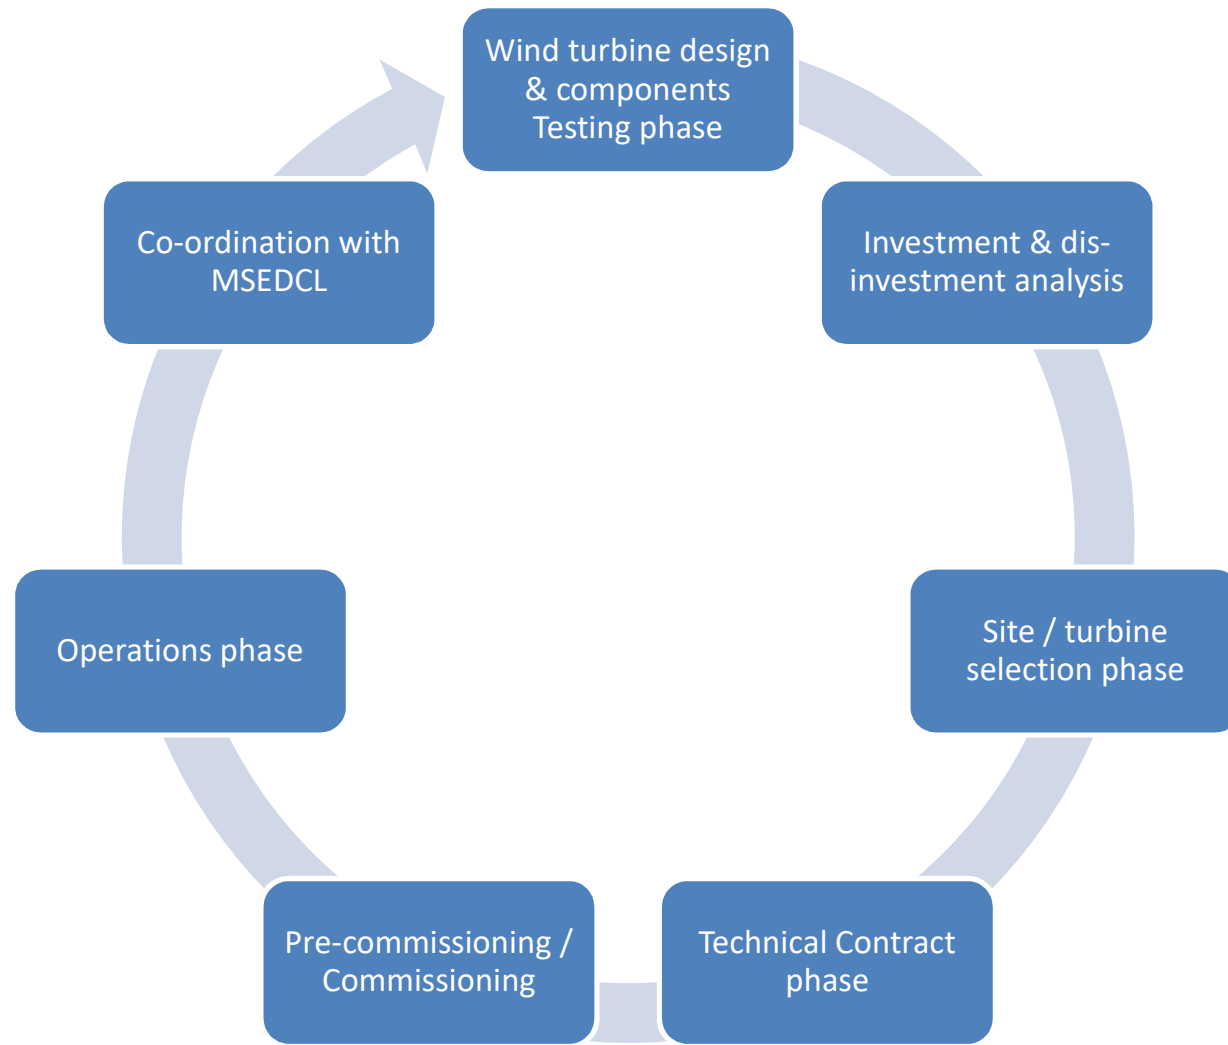 Wind turbine design
& components
Testing phase
Investment & dis-
investment analysis
Site / turbine
selection phase
Technical Contract
phase
Pre-commissioning /
Commissioning
Operations phase
Co-ordination with
MSEDCL